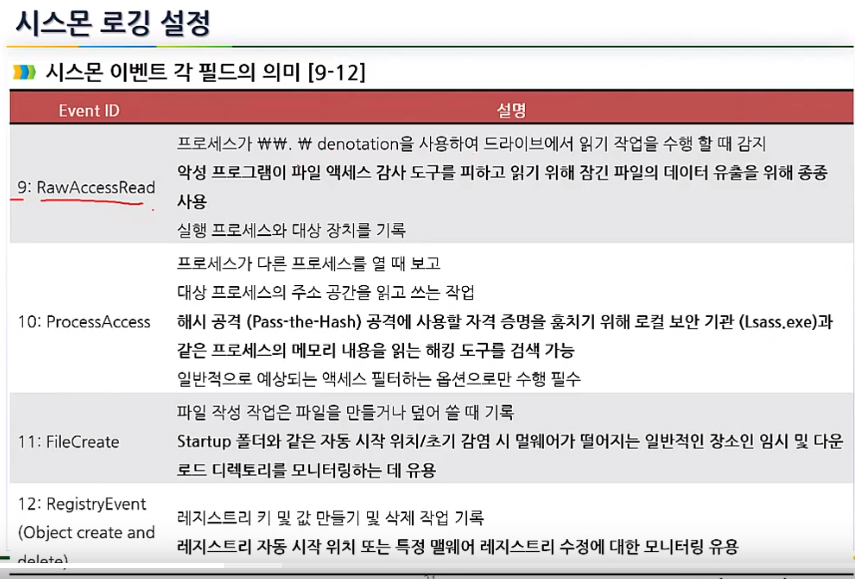 시스몬 로깅 설정
시스몬 이벤트 각 필드의 의미 [9-12]
Event ID
설명
9: RawAccessRead
프로세스가 ₩₩. ₩ denotation을 사용하여 드라이브에서 읽기 작업을 수행 할 때 감지
악성 프로그램이 파일 액세스 감사 도구를 피하고 읽기 위해 잠긴 파일의 데이터 유출을 위해 종종
사용
실행 프로세스와 대상 장치를 기록
10: ProcessAccess
프로세스가 다른 프로세스를 열 때 보고
대상 프로세스의 주소 공간을 읽고 쓰는 작업
해시 공격 (Pass-the-Hash) 공격에 사용할 자격 증명을 훔치기 위해 로컬 보안 기관 (Lsass.exe)과
같은 프로세스의 메모리 내용을 읽는 해킹 도구를 검색 가능
일반적으로 예상되는 액세스 필터하는 옵션으로만 수행 필수
11: FileCreate
파일 작성 작업은 파일을 만들거나 덮어 쓸 때 기록
Startup 폴더와 같은 자동 시작 위치/초기 감염 시 멀웨어가 떨어지는 일반적인 장소인 임시 및 다운
로드 디렉토리를 모니터링하는 데 유용
12: RegistryEvent
(Object create and
delete)
레지스트리 키 및 값 만들기 및 삭제 작업 기록
레지스트리 자동 시작 위치 또는 특정 맬웨어 레지스트리 수정에 대한 모니터링 유용